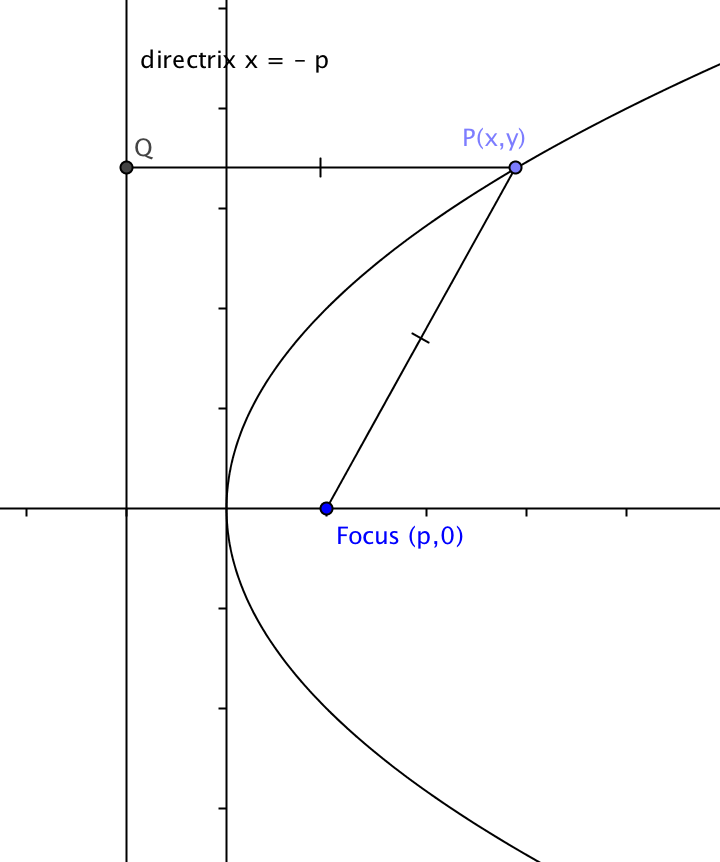 directrix x = – p
Q
P(x,y)
Focus (p,0)